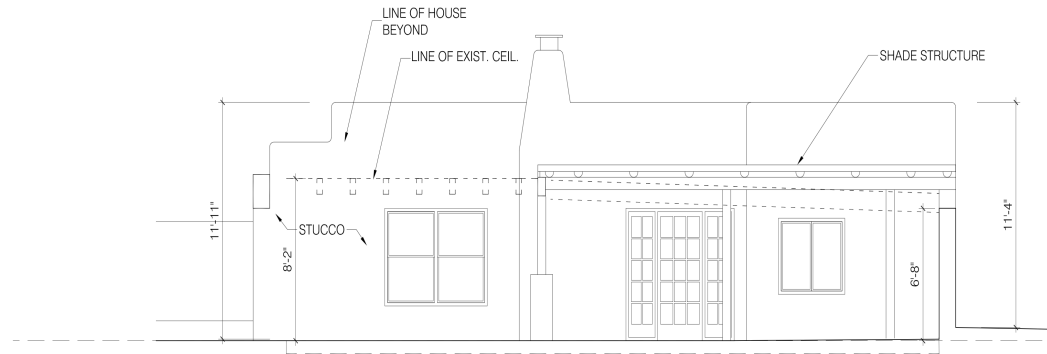 LINE OF HOUSE
BEYOND
LINE OF EXIST. CEIL.
SHADE STRUCTURE
11'-11"
STUCCO
8'-2"
6'-8"
11'-4"